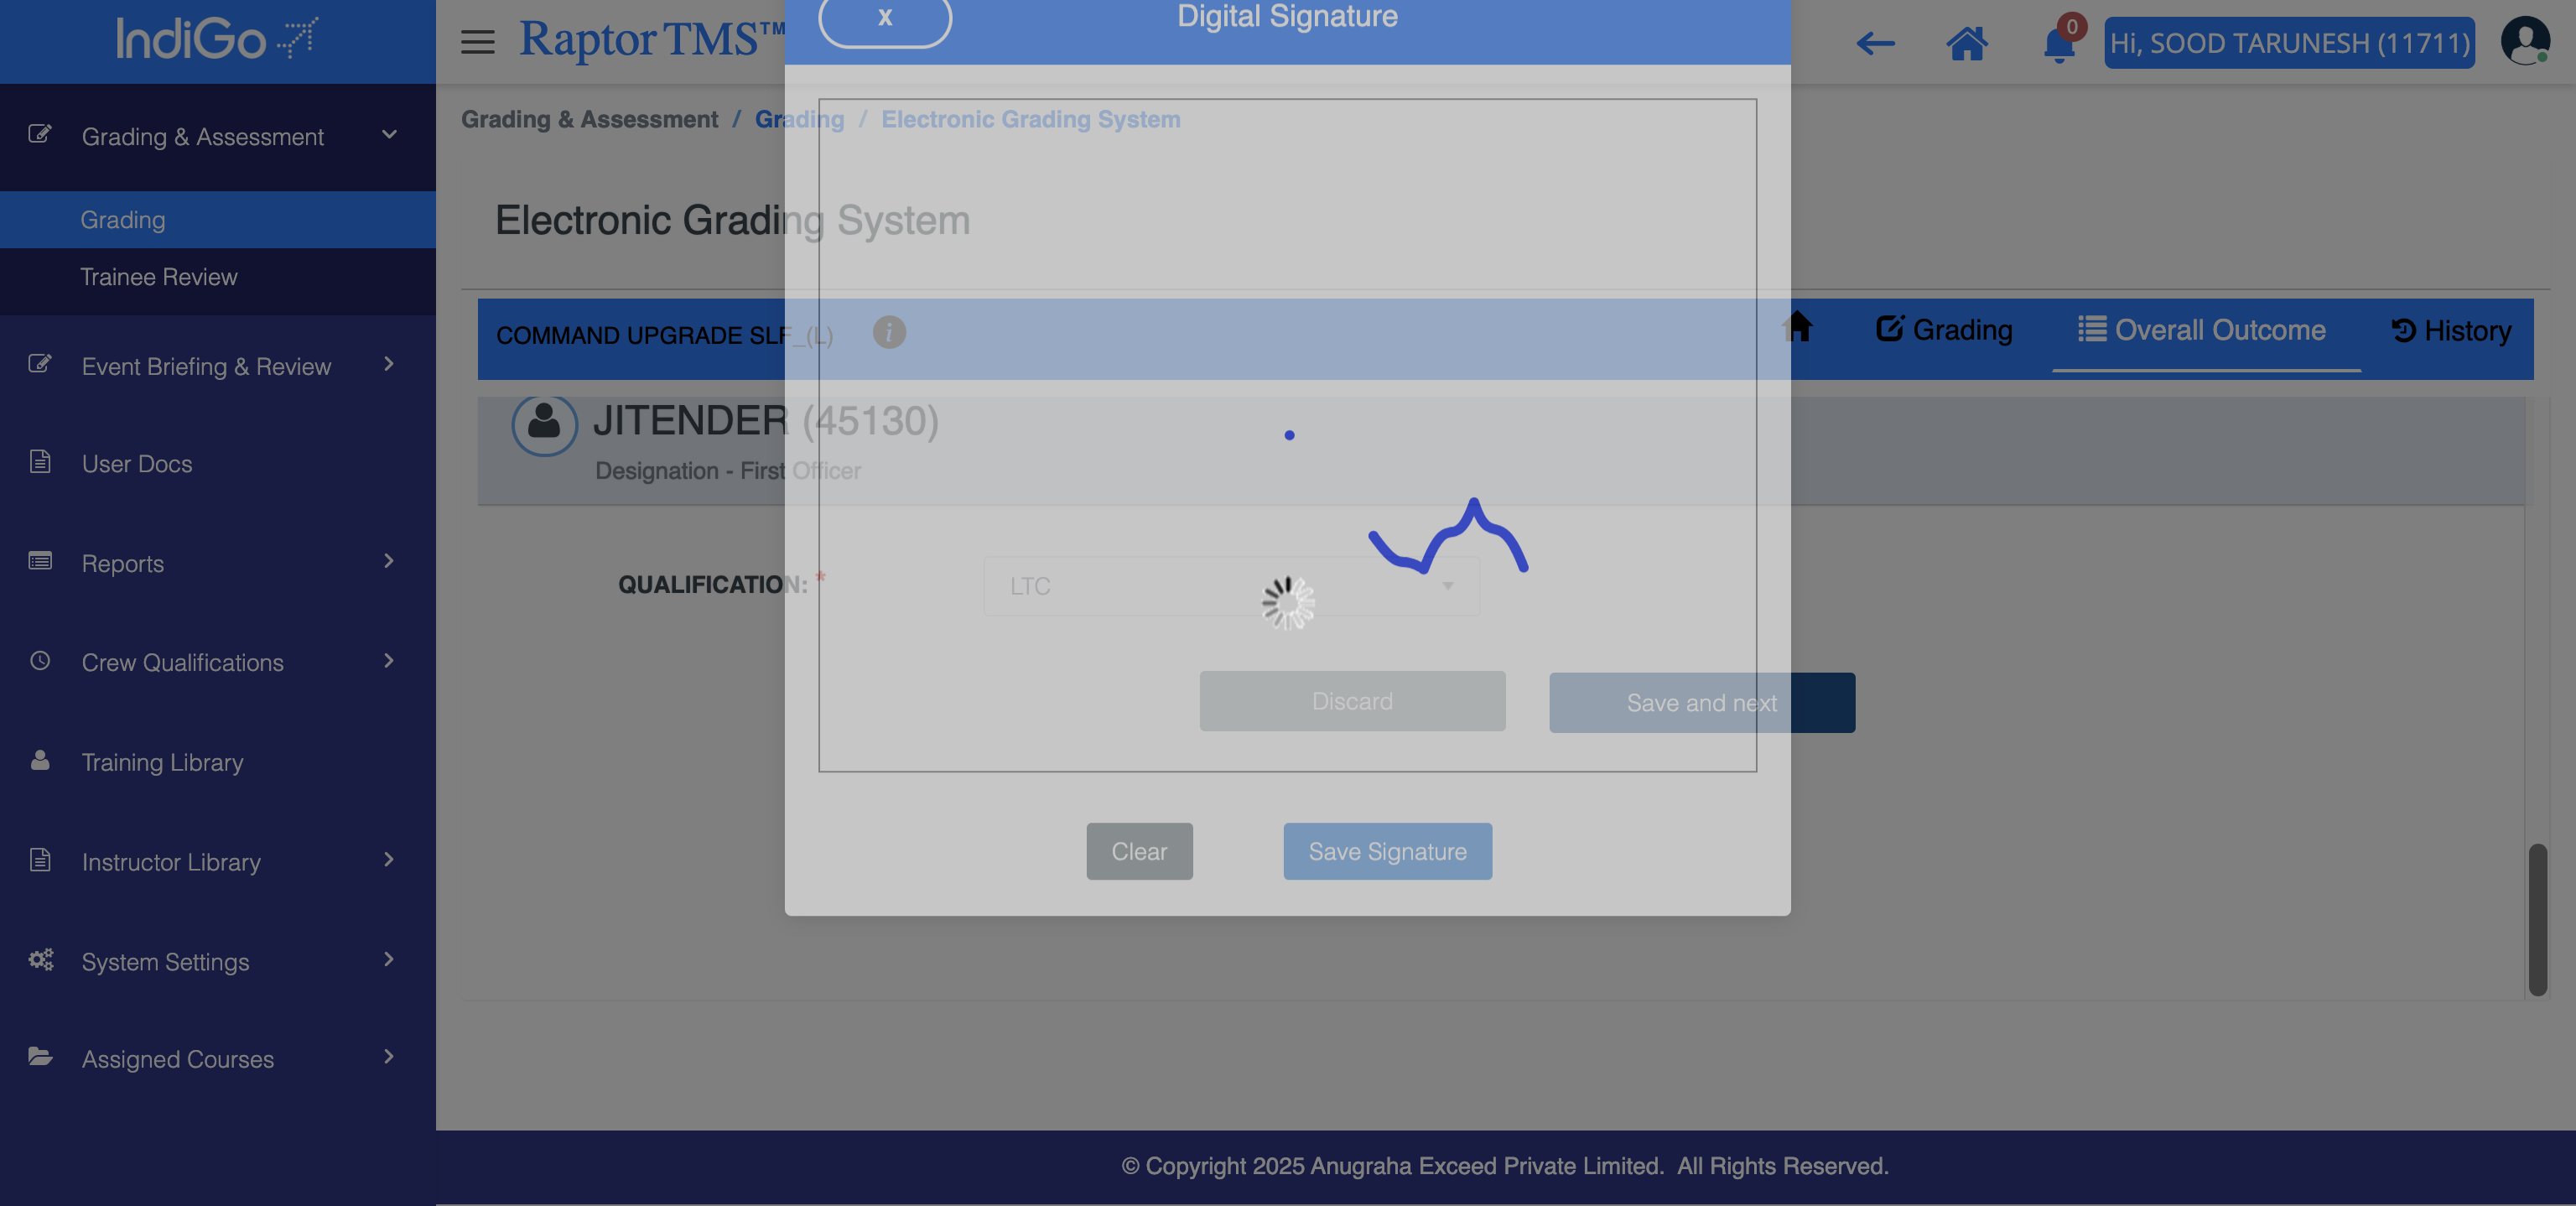 IndiGo
Raptor TMS™
x
Digital Signature
0
Hi, SOOD TARUNESH (11711)
Grading & Assessment
Grading
Trainee Review
Event Briefing & Review
User Docs
Reports
Crew Qualifications
Training Library
Instructor Library
System Settings
Assigned Courses
Grading & Assessment / Grading / Electronic Grading System
Electronic Grading System
COMMAND UPGRADE SLF_(L)
i
Grading
Overall Outcome
History
JITENDER (45130)
Designation - First Officer
QUALIFICATION: *
LTC
Discard
Save and next
Clear
Save Signature
© Copyright 2025 Anugraha Exceed Private Limited. All Rights Reserved.